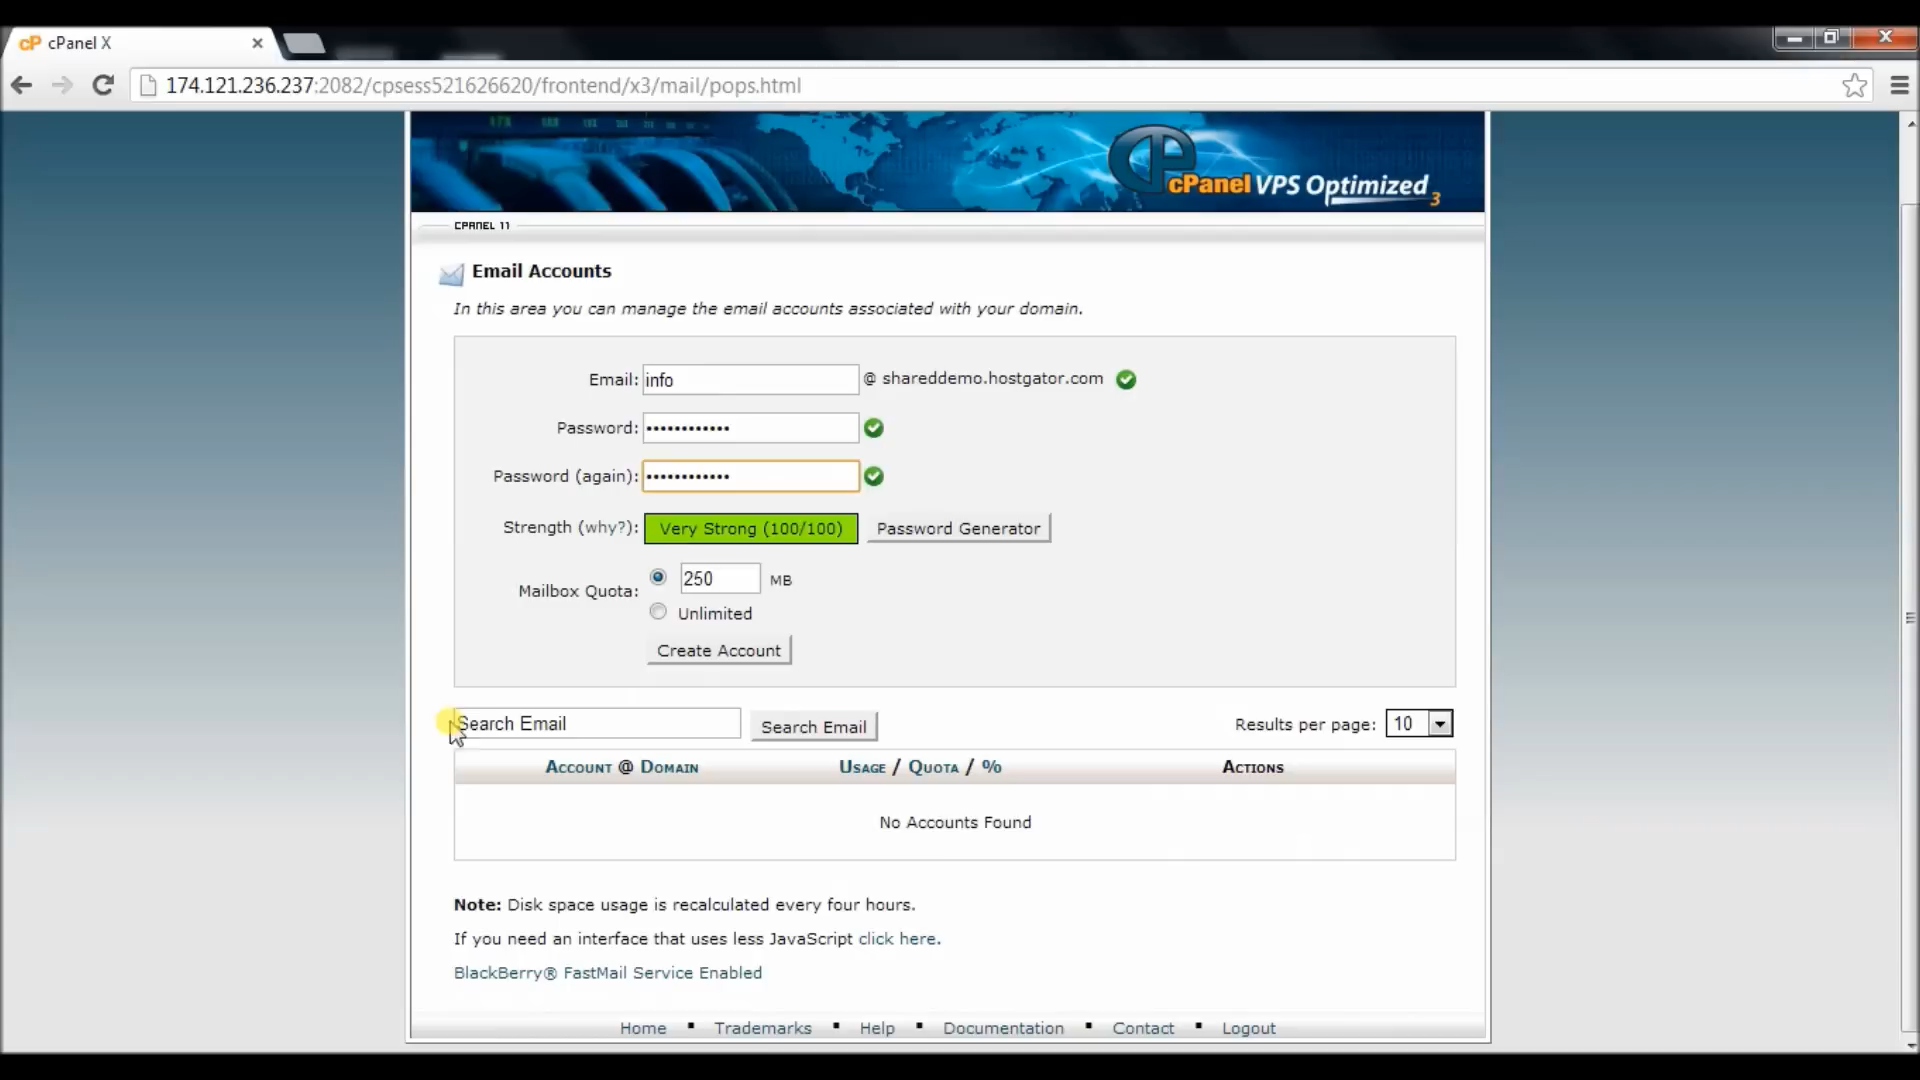 cP cPanel X
174.121.236.237:2082/cpsess521626620/frontend/x3/mail/pops.html
cPanel VPS Optimized 3
CPANEL 11
Email Accounts
In this area you can manage the email accounts associated with your domain.
Email: info @ shareddemo.hostgator.com
Password: ••••••••••••
Password (again): ••••••••••••
Strength (why?): Very Strong (100/100) Password Generator
Mailbox Quota: 250 MB
Unlimited
Create Account
Search Email Search Email Results per page: 10
Account @ Domain Usage / Quota / % Actions
No Accounts Found
Note: Disk space usage is recalculated every four hours.
If you need an interface that uses less JavaScript click here.
BlackBerry® FastMail Service Enabled
Home ▪ Trademarks ▪ Help ▪ Documentation ▪ Contact ▪ Logout